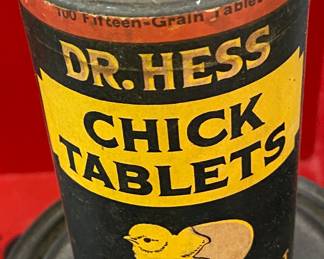 100 Fifteen-Grain Tablets
DR. HESS
CHICK
TABLETS